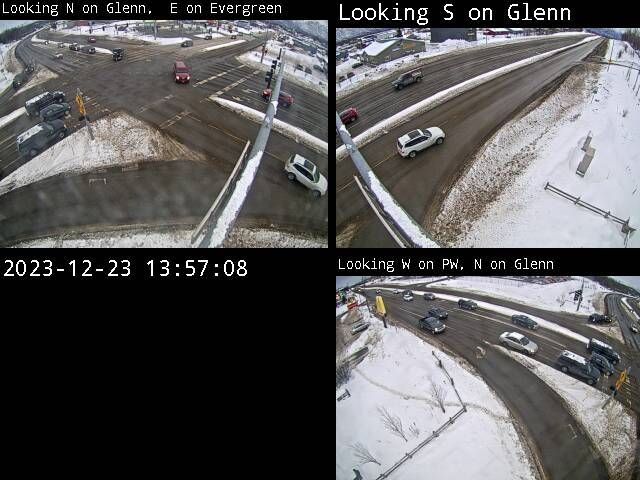 Looking N on Glenn,  E on Evergreen
Looking S on Glenn
2023-12-23 13:57:08
Looking W on PW, N on Glenn